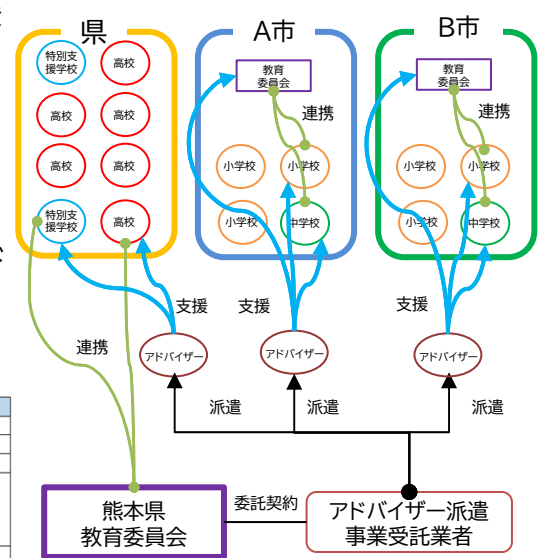 県
A市
B市
特別支
援学校
高校
高校
高校
高校
高校
特別支
援学校
高校
教育
委員会
連携
小学校
小学校
小学校
中学校
教育
委員会
連携
小学校
小学校
小学校
中学校
支援
支援
支援
連携
アドバイザー
アドバイザー
アドバイザー
派遣
派遣
派遣
熊本県
教育委員会
委託契約
アドバイザー派遣
事業受託業者